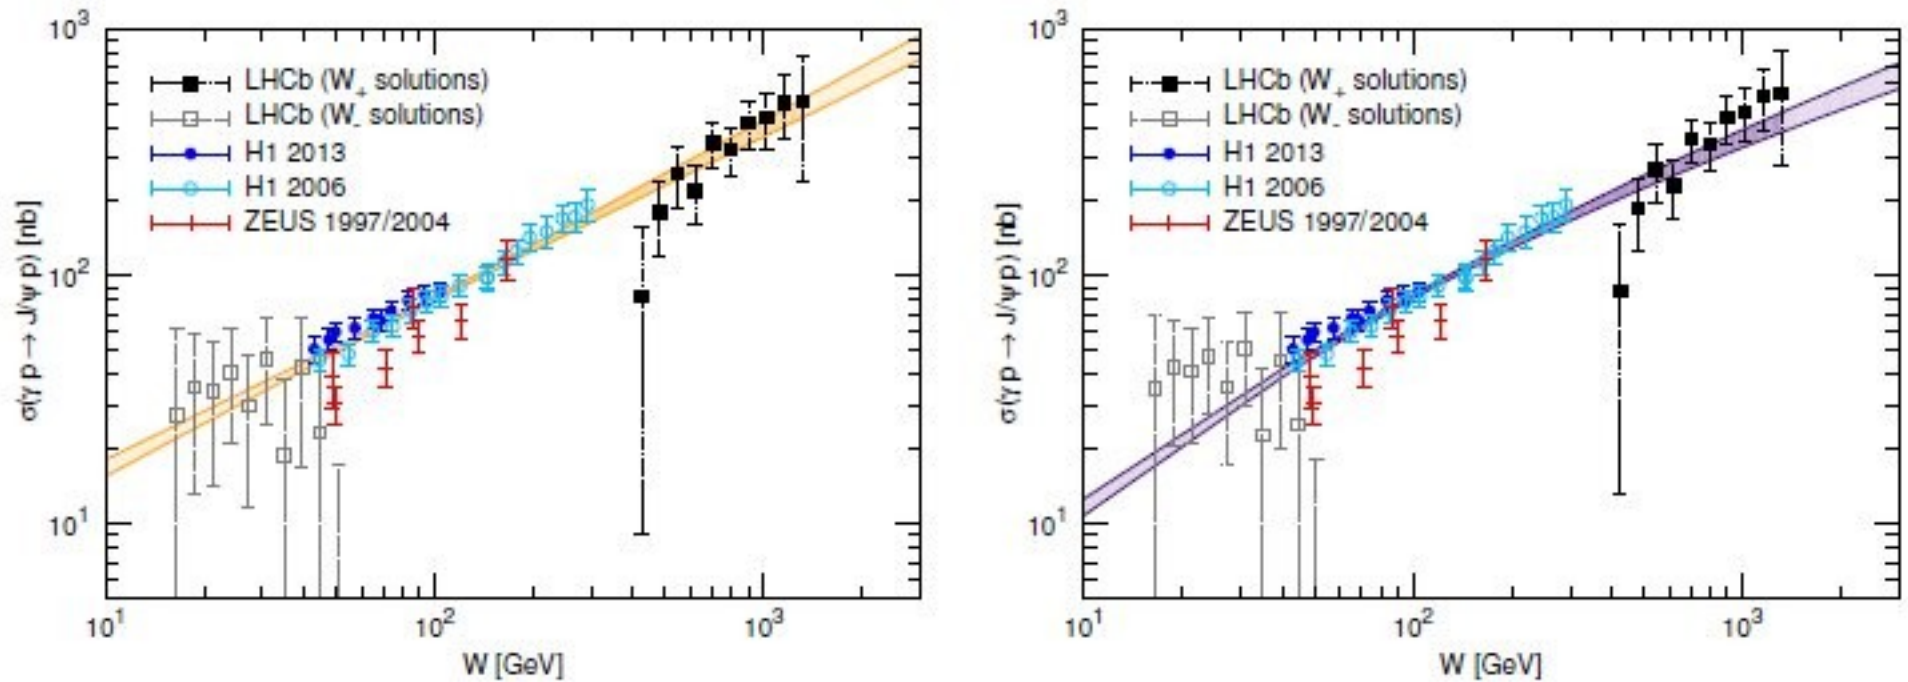 10³
LHCb (W₊ solutions)
LHCb (W₋ solutions)
H1 2013
H1 2006
ZEUS 1997/2004
10²
10¹
σ(γ p → J/ψ p) [nb]
10¹ 10² 10³
W [GeV]
10³
LHCb (W₊ solutions)
LHCb (W₋ solutions)
H1 2013
H1 2006
ZEUS 1997/2004
10²
10¹
σ(γ p → J/ψ p) [nb]
10¹ 10² 10³
W [GeV]